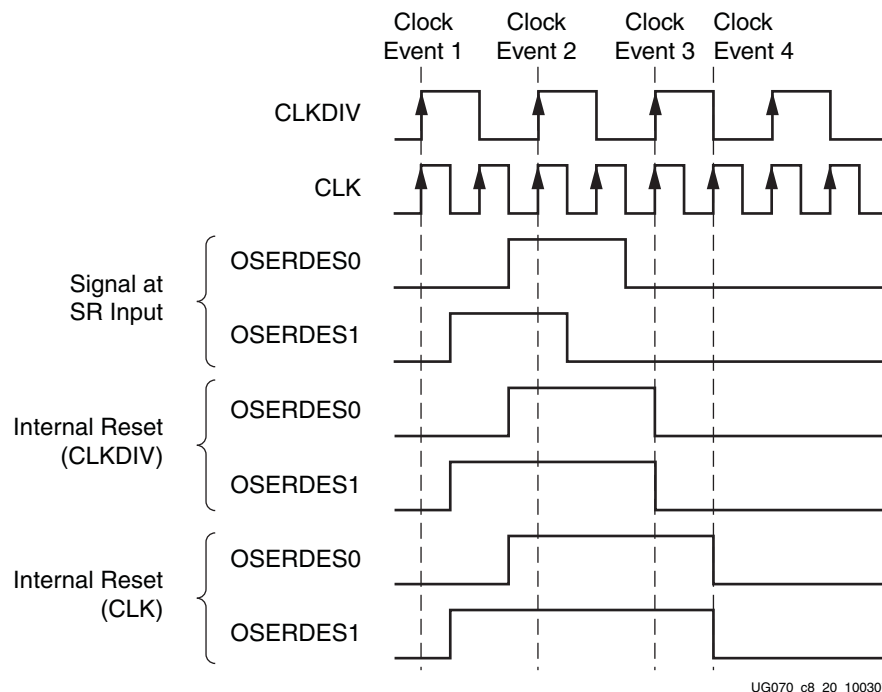 Clock
Event 1
Clock
Event 2
Clock
Event 3
Clock
Event 4
CLKDIV
CLK
Signal at
SR Input
OSERDES0
OSERDES1
Internal Reset
(CLKDIV)
OSERDES0
OSERDES1
Internal Reset
(CLK)
OSERDES0
OSERDES1
UG070_c8_20_10030